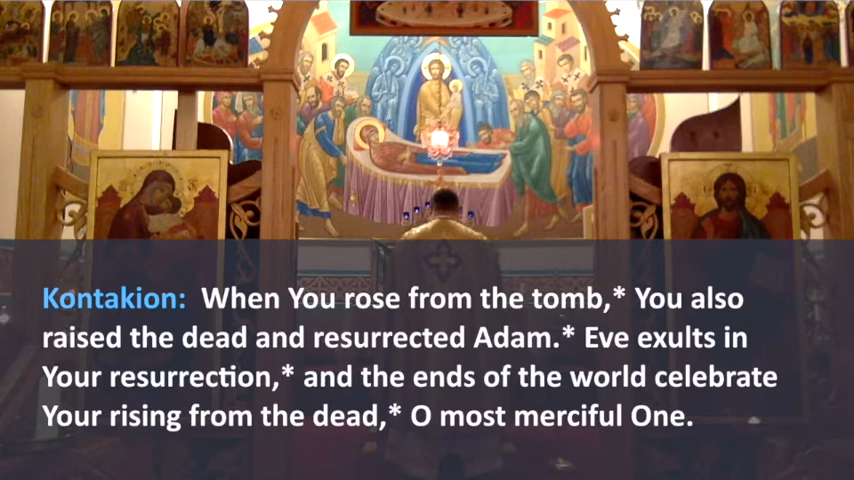 Kontakion: When You rose from the tomb,* You also
raised the dead and resurrected Adam.* Eve exults in
Your resurrection,* and the ends of the world celebrate
Your rising from the dead,* O most merciful One.